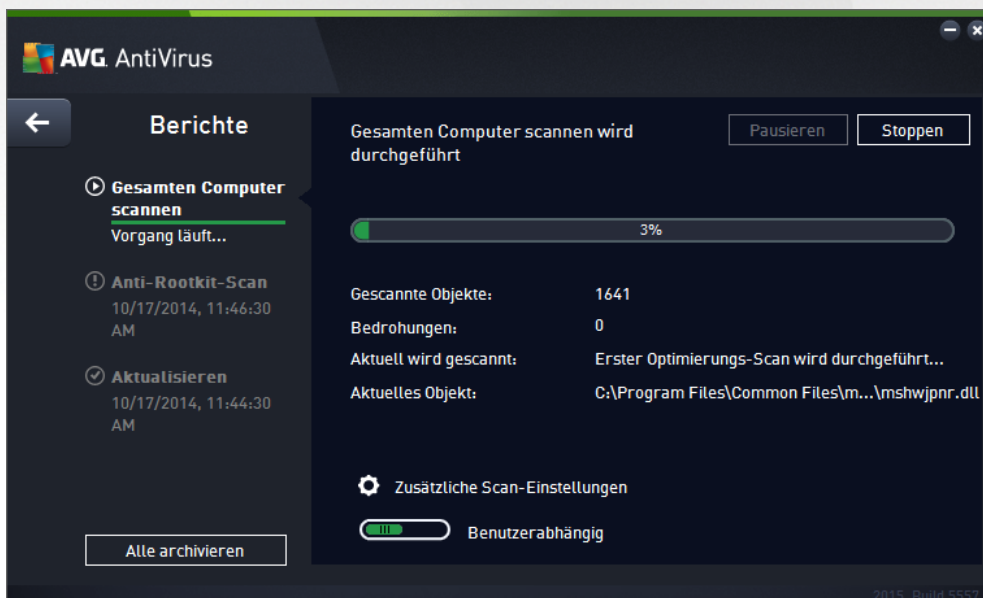 AVG. AntiVirus
Berichte
Gesamten Computer
scannen
Vorgang läuft...
Anti-Rootkit-Scan
10/17/2014, 11:46:30
AM
Aktualisieren
10/17/2014, 11:44:30
AM
Alle archivieren
Gesamten Computer scannen wird
durchgeführt
Pausieren
Stoppen
3%
Gescannte Objekte: 1641
Bedrohungen: 0
Aktuell wird gescannt: Erster Optimierungs-Scan wird durchgeführt...
Aktuelles Objekt: C:\Program Files\Common Files\m...\mshwjpnr.dll
Zusätzliche Scan-Einstellungen
Benutzerabhängig
2015. Build 5557